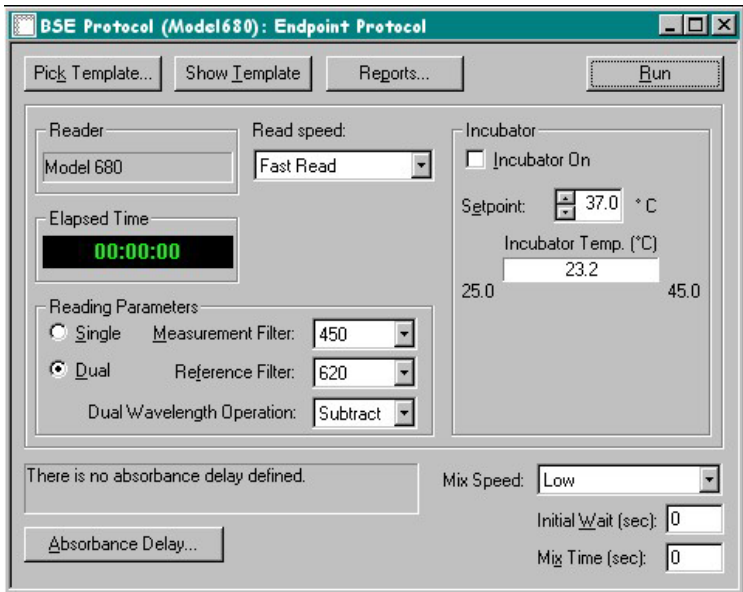 BSE Protocol (Model680): Endpoint Protocol
Pick Template... Show Template Reports... Run
Reader
Model 680
Read speed:
Fast Read
Elapsed Time
00:00:00
Reading Parameters
Single Measurement Filter: 450
Dual Reference Filter: 620
Dual Wavelength Operation: Subtract
Incubator
Incubator On
Setpoint: 37.0 ° C
Incubator Temp. (°C)
23.2
25.0 45.0
There is no absorbance delay defined.
Absorbance Delay...
Mix Speed: Low
Initial Wait (sec): 0
Mix Time (sec): 0